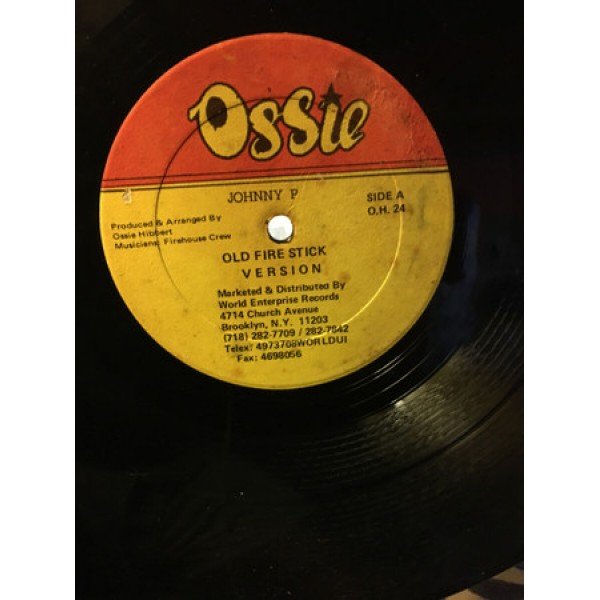 Ossie
JOHNNY P
SIDE A
O.H. 24
Produced & Arranged By
Ossie Hibbert
Musicians: Firehouse Crew
OLD FIRE STICK
VERSION
Marketed & Distributed By
World Enterprise Records
4714 Church Avenue
Brooklyn, N.Y. 11203
(718) 282-7709 / 282-7642
Telex: 4973708WORLDUI
Fax: 4698056